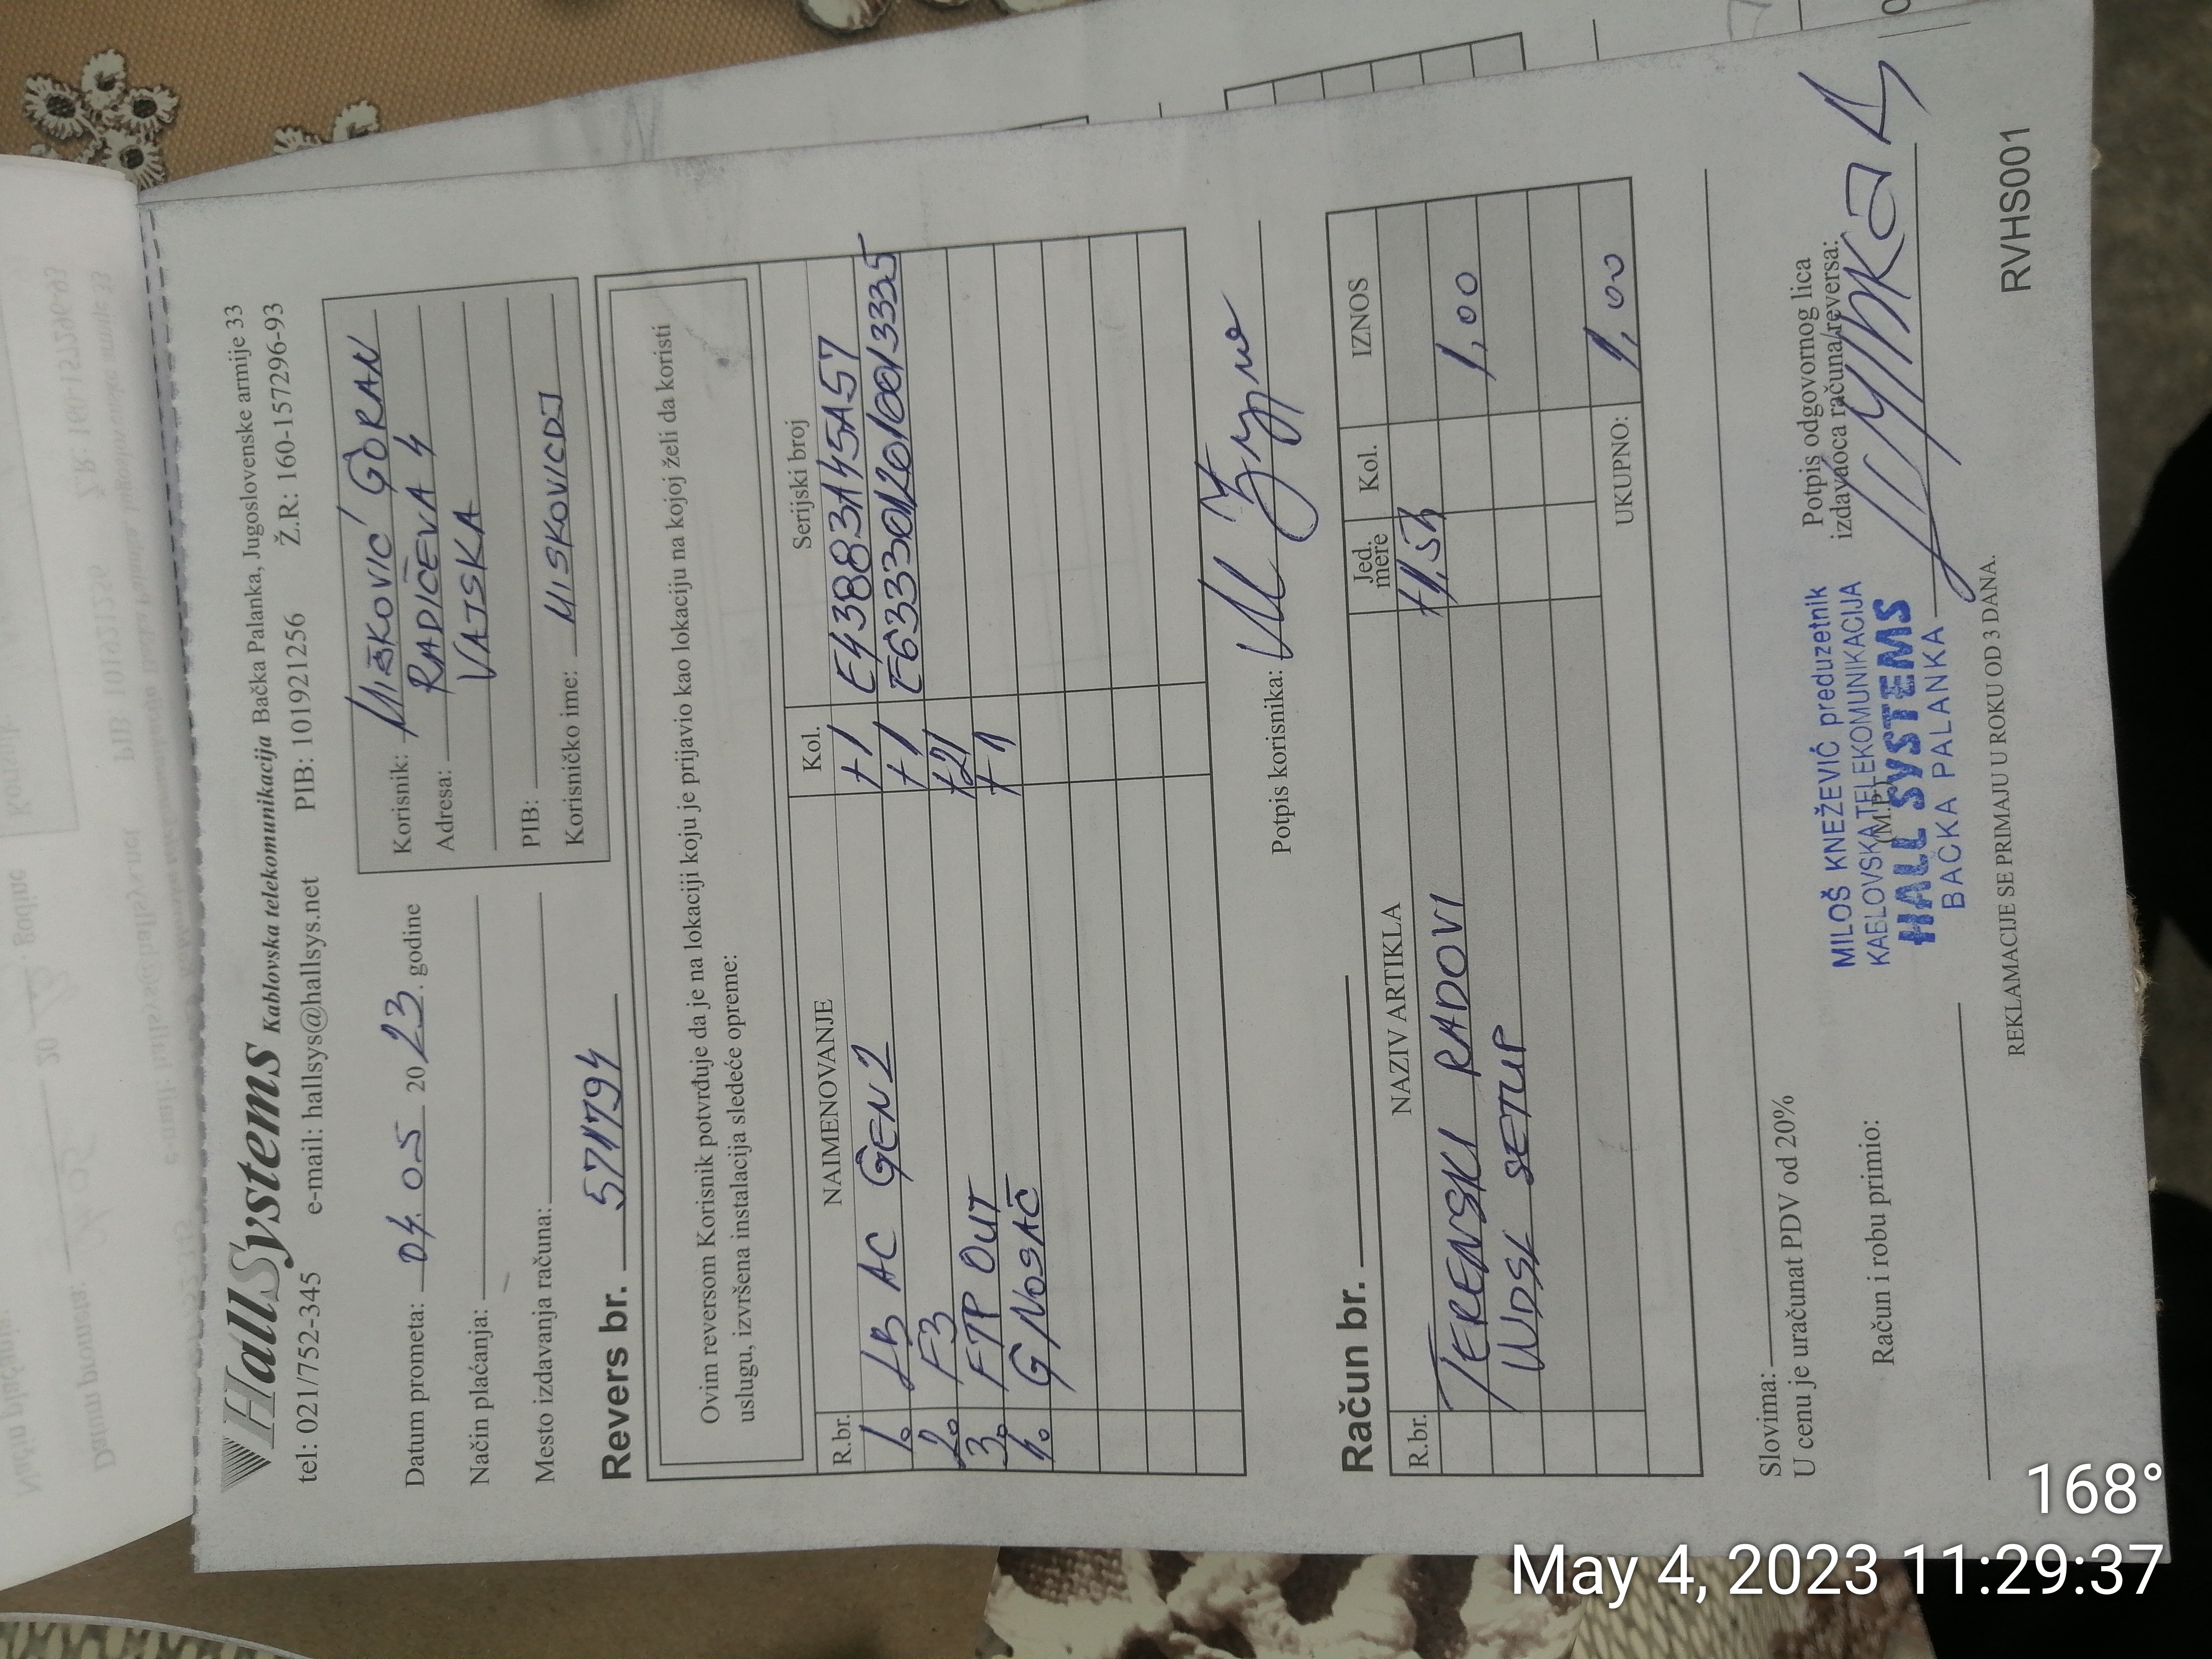 HallSystems Kablovska telekomunikacija Bačka Palanka, Jugoslovenske armije 33
tel: 021/752-345 e-mail: hallsys@hallsys.net PIB: 101921256 Ž.R: 160-157296-93
Datum prometa: 04. 05 20 23. godine
Način plaćanja:
Mesto izdavanja računa:
Korisnik: MIŠKOVIĆ GORAN
Adresa: RADIČEVA 4
VAJSKA
PIB:
Korisničko ime: MISKOVICDJ
Revers br. 571794
Ovim reversom Korisnik potvrđuje da je na lokaciji koju je prijavio kao lokaciju na kojoj želi da koristi
uslugu, izvršena instalacija sledeće opreme:
R.br. NAIMENOVANJE Kol. Serijski broj
1. LB AC GEN2 +1 E43883A45A57
2. F3 +1
3. FTP OUT +21
4. G/NOSAČ +1
Potpis korisnika:
Račun br.
R.br. NAZIV ARTIKLA Jed. mere Kol. IZNOS
TERENSKI RADOVI 1,00
WDSL SETUP
UKUPNO: 1,00
Slovima:
U cenu je uračunat PDV od 20%
Račun i robu primio:
MILOŠ KNEŽEVIĆ preduzetnik
KABLOVSKA TELEKOMUNIKACIJA
(M.P.)
HALL SYSTEMS
BAČKA PALANKA
Potpis odgovornog lica
izdavaoca računa/reversa:
REKLAMACIJE SE PRIMAJU U ROKU OD 3 DANA.
RVHS001
168°
May 4, 2023 11:29:37